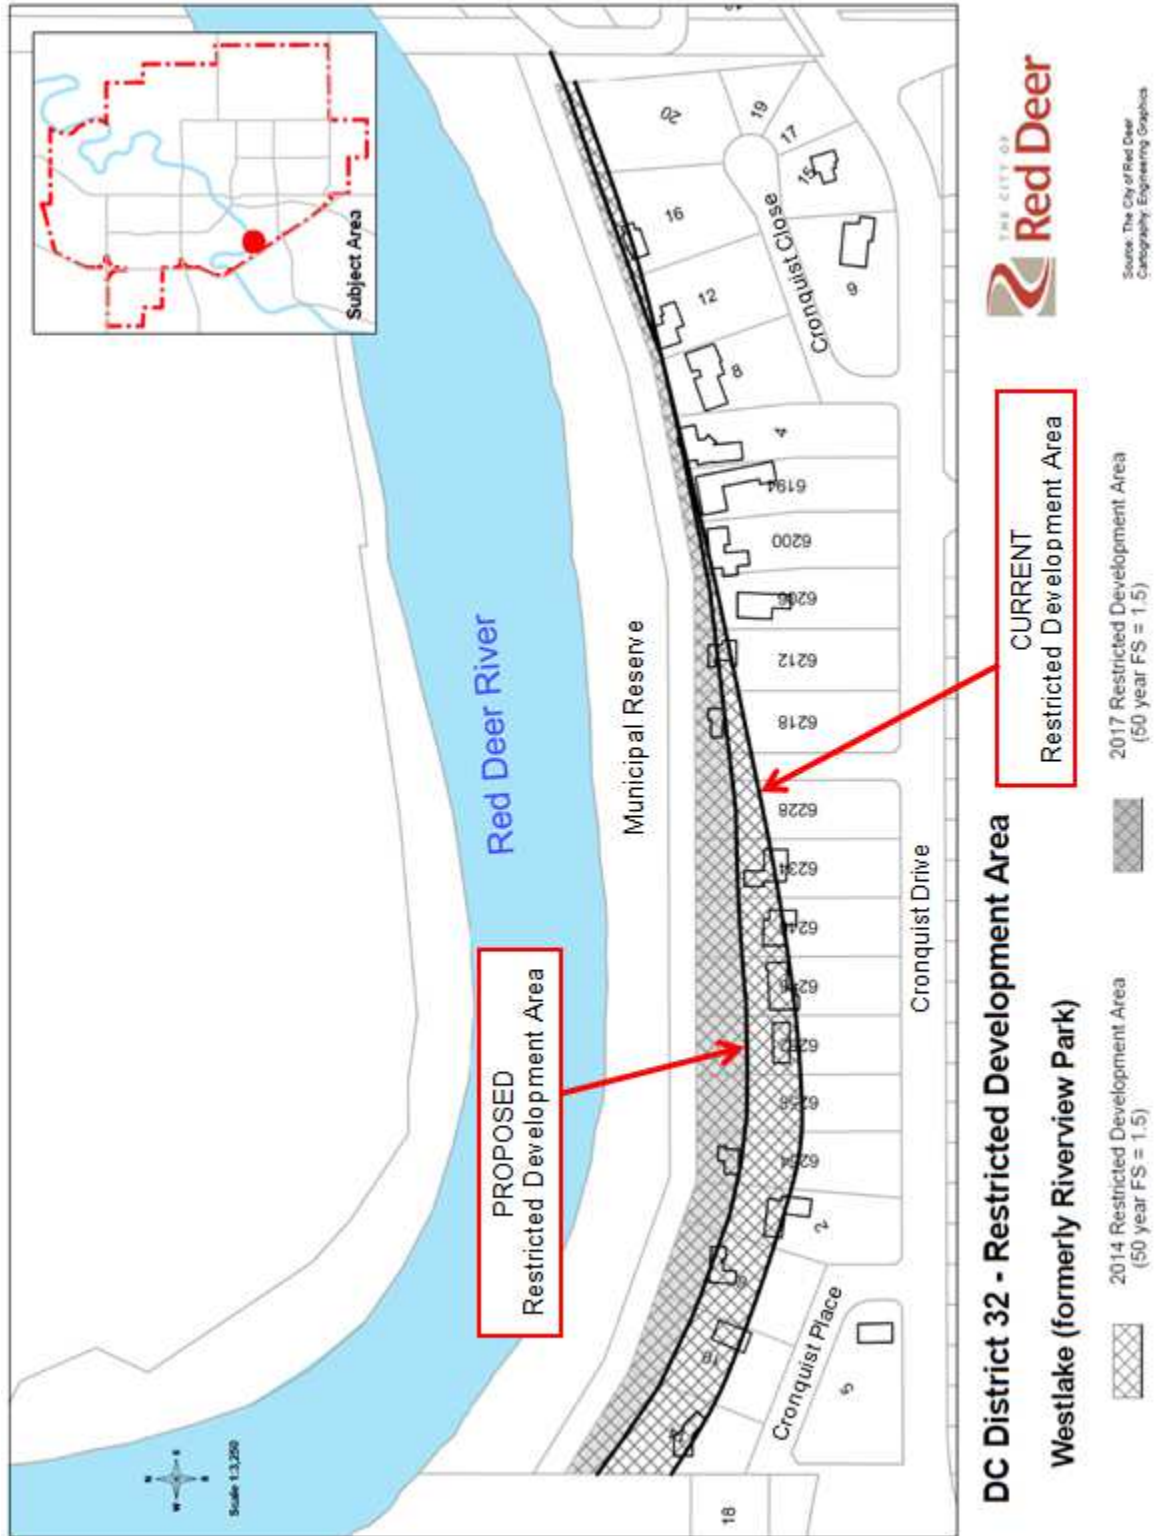 Subject Area
Red Deer River
Municipal Reserve
PROPOSED
Restricted Development Area
CURRENT
Restricted Development Area
Cronquist Place
Cronquist Drive
Cronquist Close
18
5
2
6228
6218
6212
6206
6200
6194
4
8
12
16
20
19
17
15
9
N
W
E
S
Scale 1:3,250
DC District 32 - Restricted Development Area
Westlake (formerly Riverview Park)
2014 Restricted Development Area
(50 year FS = 1.5)
2017 Restricted Development Area
(50 year FS = 1.5)
THE CITY OF
Red Deer
Source: The City of Red Deer
Cartography: Engineering Graphics